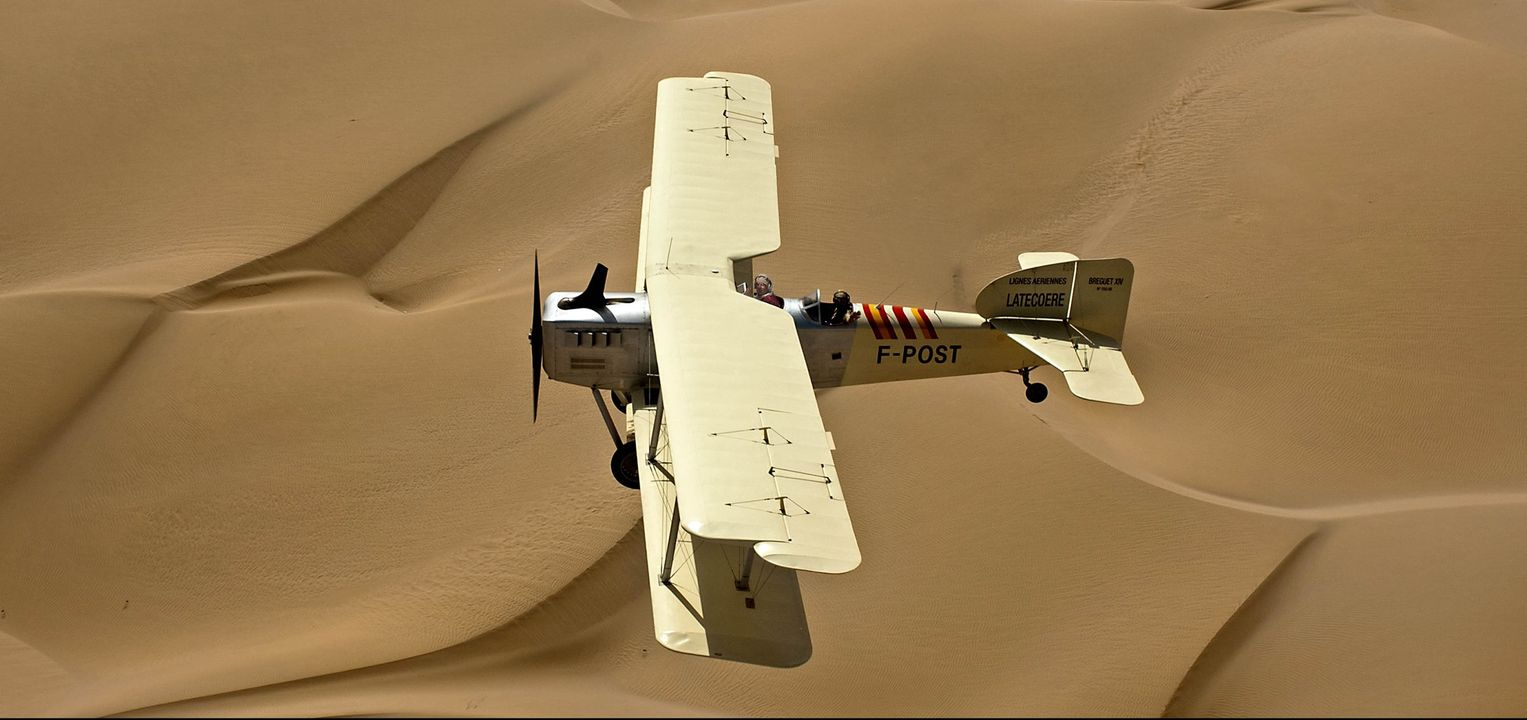 LIGNES AERIENNES
LATECOERE
BREGUET XIV
F-POST